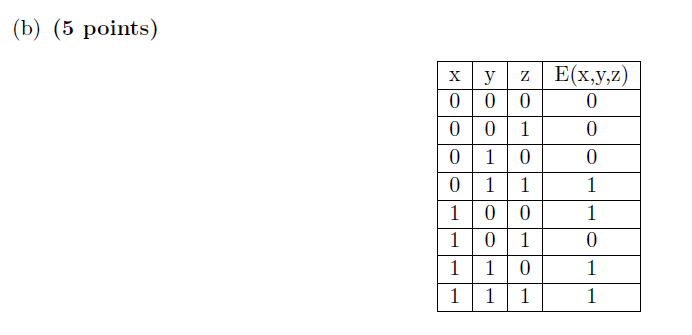 (b) (5 points)
x y z E(x,y,z)
0 0 0 0
0 0 1 0
0 1 0 0
0 1 1 1
1 0 0 1
1 0 1 0
1 1 0 1
1 1 1 1